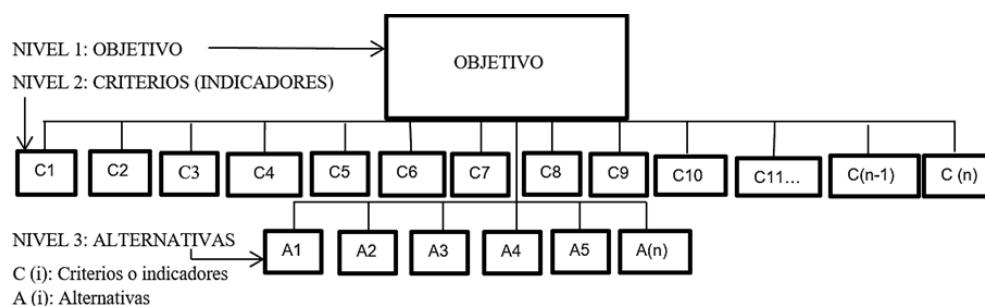 NIVEL 1: OBJETIVO
OBJETIVO
NIVEL 2: CRITERIOS (INDICADORES)
C1 C2 C3 C4 C5 C6 C7 C8 C9 C10 C11... C(n-1) C (n)
NIVEL 3: ALTERNATIVAS
A1 A2 A3 A4 A5 A(n)
C (i): Criterios o indicadores
A (i): Alternativas